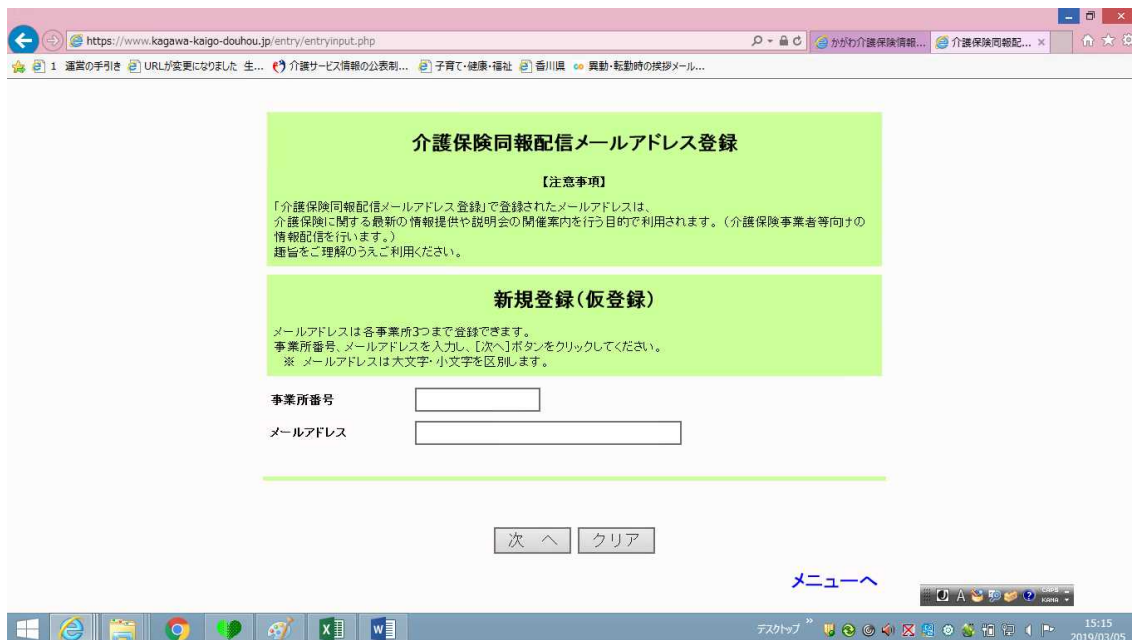 https://www.kagawa-kaigo-douhou.jp/entry/entryinput.php
かがわ介護保険情報...
介護保険同報配...
1 運営の手引き
URLが変更になりました 生...
介護サービス情報の公表制...
子育て・健康・福祉
香川県
異動・転勤時の挨拶メール...
介護保険同報配信メールアドレス登録
【注意事項】
「介護保険同報配信メールアドレス登録」で登録されたメールアドレスは、
介護保険に関する最新の情報提供や説明会の開催案内を行う目的で利用されます。(介護保険事業者等向けの
情報配信を行います。)
趣旨をご理解のうえご利用ください。
新規登録(仮登録)
メールアドレスは各事業所3つまで登録できます。
事業所番号、メールアドレスを入力し、[次へ]ボタンをクリックしてください。
※ メールアドレスは大文字・小文字を区別します。
事業所番号
メールアドレス
次 へ
クリア
メニューへ
A
CAPS
KANA
デスクトップ
15:15
2019/03/05